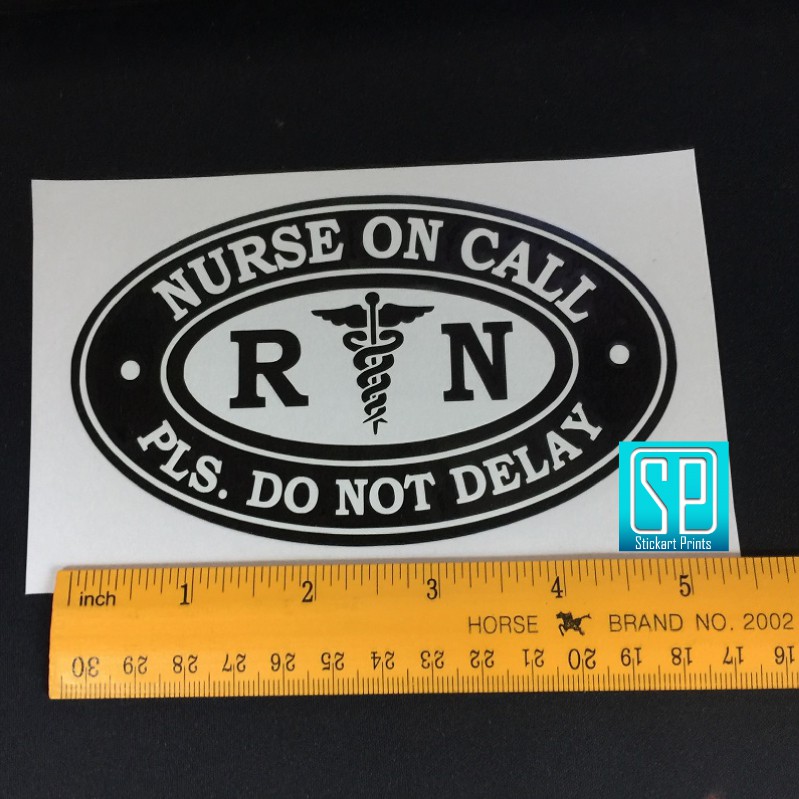 NURSE ON CALL
R N
PLS. DO NOT DELAY
SP
Stickart Prints
inch 1 2 3 4 5
HORSE BRAND NO. 2002
30 29 28 27 26 25 24 23 22 21 20 19 18 17 16